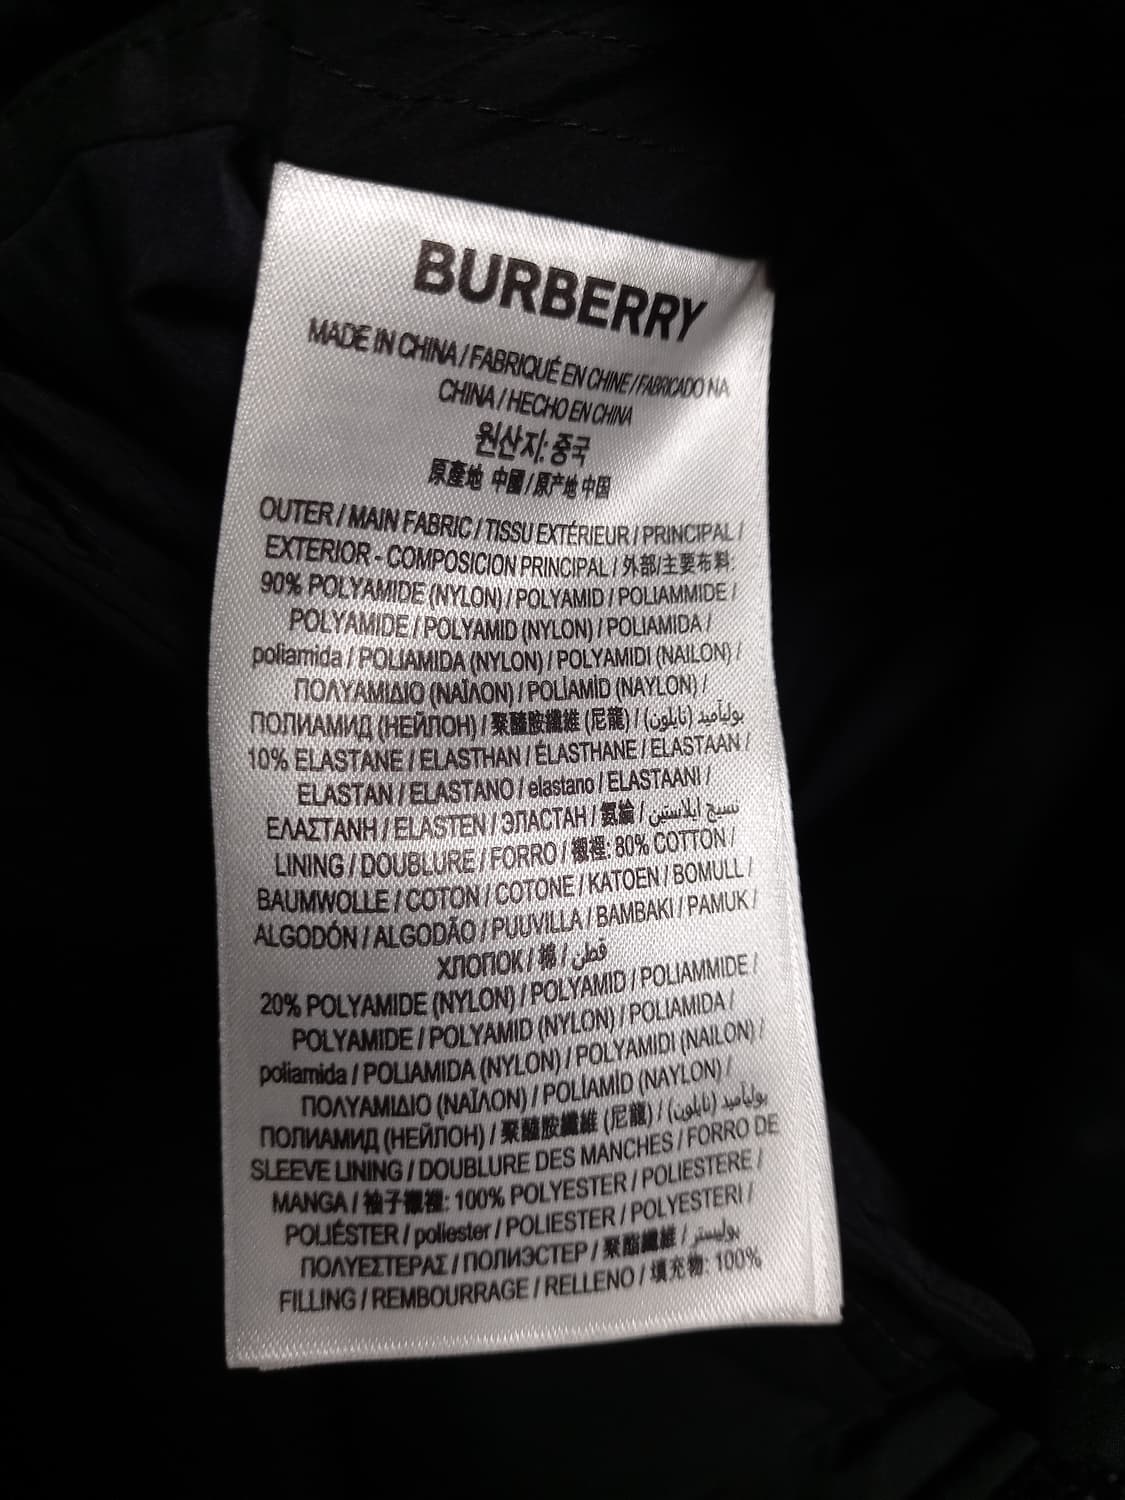 BURBERRY
MADE IN CHINA / FABRIQUÉ EN CHINE / FABRICADO NA
CHINA / HECHO EN CHINA
원산지: 중국
原產地 中國 / 原产地 中国
OUTER / MAIN FABRIC / TISSU EXTÉRIEUR / PRINCIPAL /
EXTERIOR - COMPOSICION PRINCIPAL / 外部/主要布料:
90% POLYAMIDE (NYLON) / POLYAMID / POLIAMMIDE /
POLYAMIDE / POLYAMID (NYLON) / POLIAMIDA /
poliamida / POLIAMIDA (NYLON) / POLYAMIDI (NAILON) /
ΠΟΛΥΑΜΙΔΙΟ (ΝΑΪΛΟΝ) / POLİAMİD (NAYLON) /
ПОЛИАМИД (НЕЙЛОН) / 聚醯胺纖維 (尼龍) / بوليآميد (نايلون)
10% ELASTANE / ELASTHAN / ÉLASTHANE / ELASTAAN /
ELASTAN / ELASTANO / elastano / ELASTAANI /
ΕΛΑΣΤΑΝΗ / ELASTEN / ЭЛАСТАН / 氨綸 / نسيج ايلاستين
LINING / DOUBLURE / FORRO / 襯裡: 80% COTTON /
BAUMWOLLE / COTON / COTONE / KATOEN / BOMULL /
ALGODÓN / ALGODÃO / PUUVILLA / BAMBAKI / PAMUK /
ХЛОПОК / 棉 / قطن
20% POLYAMIDE (NYLON) / POLYAMID / POLIAMMIDE /
POLYAMIDE / POLYAMID (NYLON) / POLIAMIDA /
poliamida / POLIAMIDA (NYLON) / POLYAMIDI (NAILON) /
ΠΟΛΥΑΜΙΔΙΟ (ΝΑΪΛΟΝ) / POLİAMİD (NAYLON) /
ПОЛИАМИД (НЕЙЛОН) / 聚醯胺纖維 (尼龍) / بوليآميد (نايلون)
SLEEVE LINING / DOUBLURE DES MANCHES / FORRO DE
MANGA / 袖子襯裡: 100% POLYESTER / POLIESTERE /
POLIÉSTER / poliester / POLIESTER / POLYESTERI /
ΠΟΛΥΕΣΤΕΡΑΣ / ПОЛИЭСТЕР / 聚酯纖維 / بوليستر
FILLING / REMBOURRAGE / RELLENO / 填充物: 100%